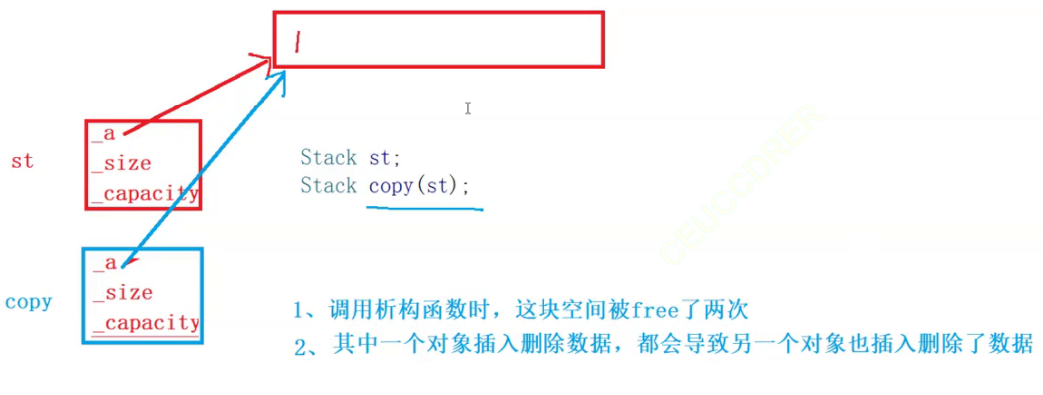 _a
_size
_capacity
st
Stack st;
Stack copy(st);
_a
_size
_capacity
copy
1、调用析构函数时，这块空间被free了两次
2、其中一个对象插入删除数据，都会导致另一个对象也插入删除了数据